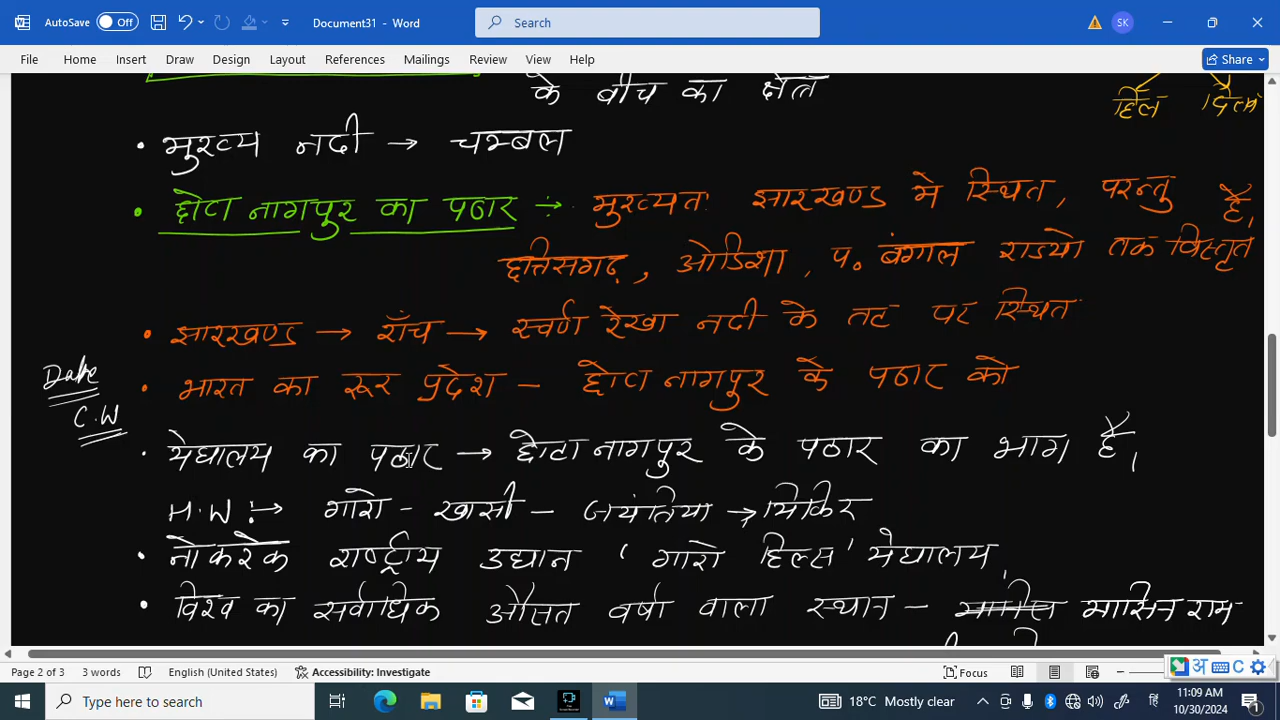 AutoSave Off Document31 - Word Search SK
File Home Insert Draw Design Layout References Mailings Review View Help Share
के बीच का क्षेत्र
हिल
• मुख्य नदी → चम्बल
• छोटा नागपुर का पठार :- मुख्यतः झारखण्ड मे स्थित, परन्तु
छत्तिसगढ़, ओडिशा, प. बंगाल राज्यो तक विस्तृत है,
• झारखण्ड → राँच → स्वर्ण रेखा नदी के तट पर स्थित
Date
• भारत का रूर प्रदेश - छोटा नागपुर के पठार को
C.W
• मेघालय का पठार → छोटा नागपुर के पठार का भाग है,
H.W :→ गारो - खासी - जयंतिया → मिकिर
• नोकरेक राष्ट्रीय उद्यान ' गारो हिल्स' मेघालय,
• विश्व का सर्वाधिक औसत वर्षा वाला स्थान - मासिन राम
Page 2 of 3 3 words English (United States) Accessibility: Investigate Focus
अ C
Type here to search 18°C Mostly clear 11:09 AM
10/30/2024